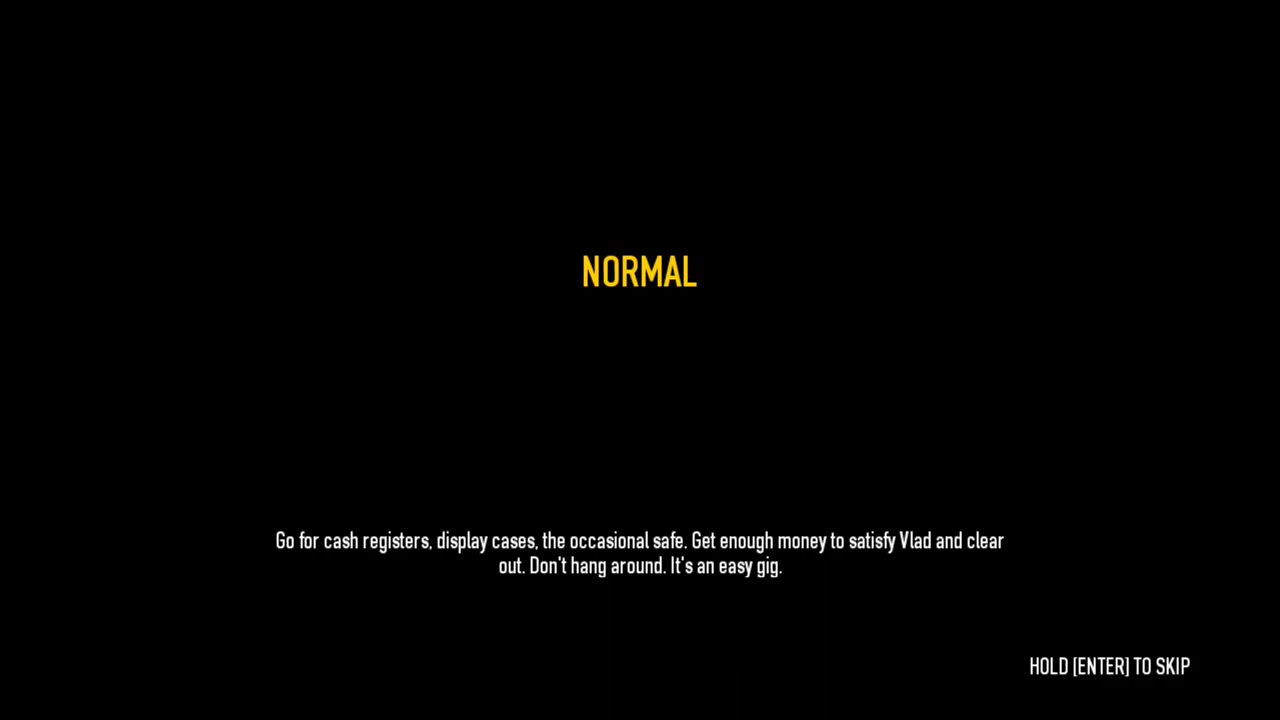 NORMAL
Go for cash registers, display cases, the occasional safe. Get enough money to satisfy Vlad and clear
out. Don't hang around. It's an easy gig.
HOLD [ENTER] TO SKIP